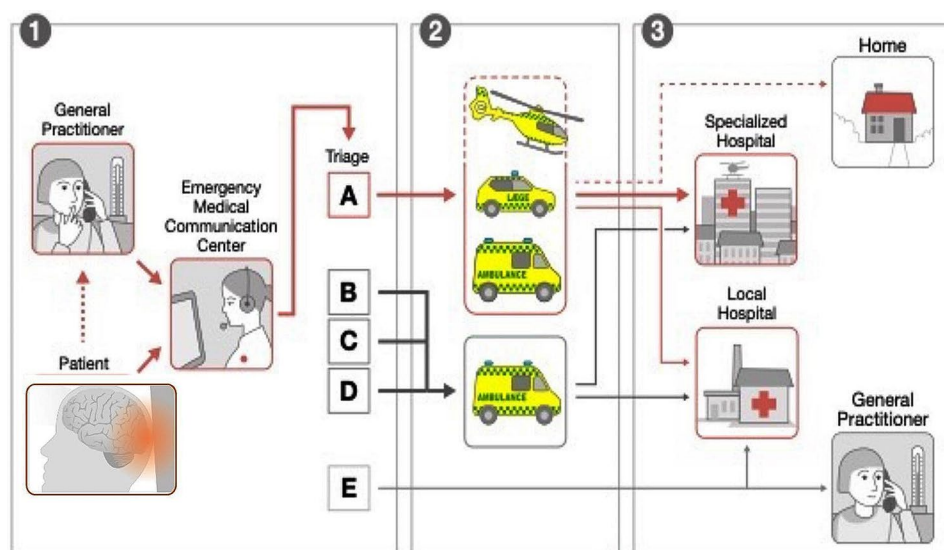 1
2
3
General
Practitioner
Emergency
Medical
Communication
Center
Patient
Triage
A
B
C
D
E
LÆGE
AMBULANCE
AMBULANCE
Home
Specialized
Hospital
Local
Hospital
General
Practitioner